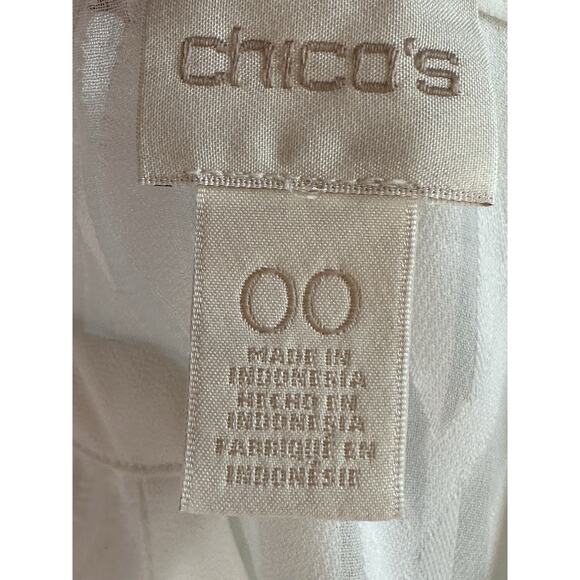 chico's
00
MADE IN
INDONESIA
HECHO EN
INDONESIA
FABRIQUÉ EN
INDONÉSIE